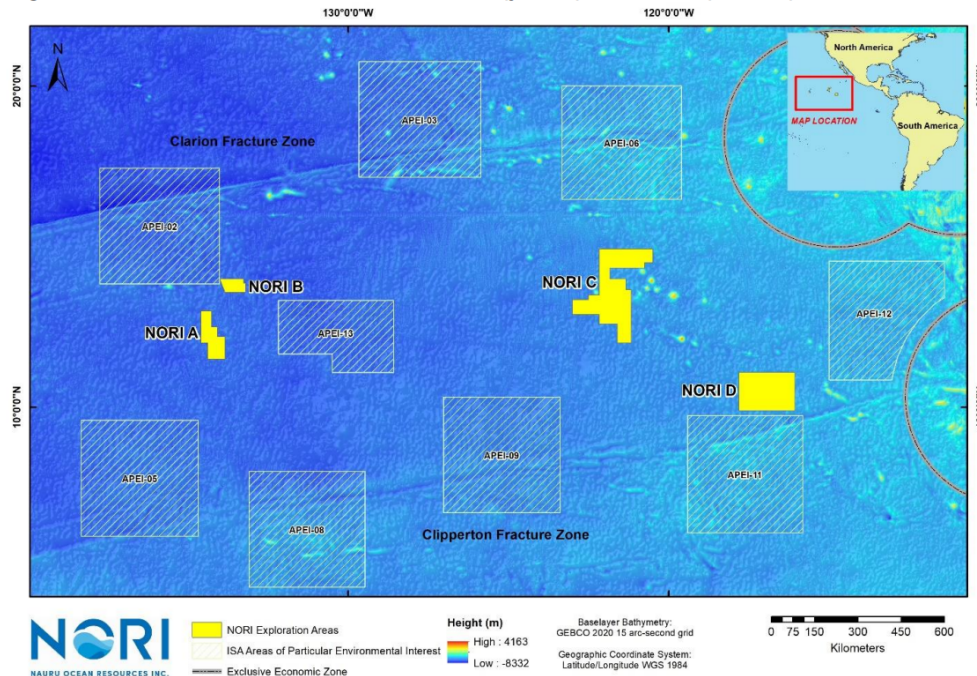 130°0'0"W
120°0'0"W
N
North America
20°0'0"N
MAP LOCATION
South America
APEI-03
Clarion Fracture Zone
APEI-06
APEI-02
NORI B
NORI C
NORI A
APEI-13
APEI-12
NORI D
10°0'0"N
APEI-09
APEI-11
APEI-05
APEI-08
Clipperton Fracture Zone
NORI
NAURU OCEAN RESOURCES INC.
NORI Exploration Areas
ISA Areas of Particular Environmental Interest
Exclusive Economic Zone
Height (m)
High : 4163
Low : -8332
Baselayer Bathymetry:
GEBCO 2020 15 arc-second grid
Geographic Coordinate System:
Latitude/Longitude WGS 1984
0 75 150 300 450 600
Kilometers